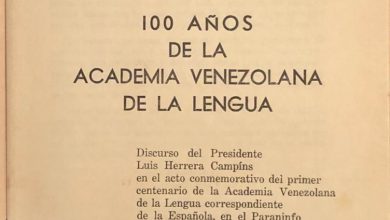 100 AÑOS
DE LA
ACADEMIA VENEZOLANA
DE LA LENGUA
Discurso del Presidente
Luis Herrera Campíns
en el acto conmemorativo del primer
centenario de la Academia Venezolana
de la Lengua correspondiente
de la Española, en el Paraninfo